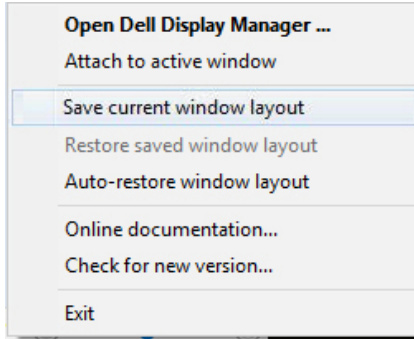 Open Dell Display Manager ...
Attach to active window
Save current window layout
Restore saved window layout
Auto-restore window layout
Online documentation...
Check for new version...
Exit